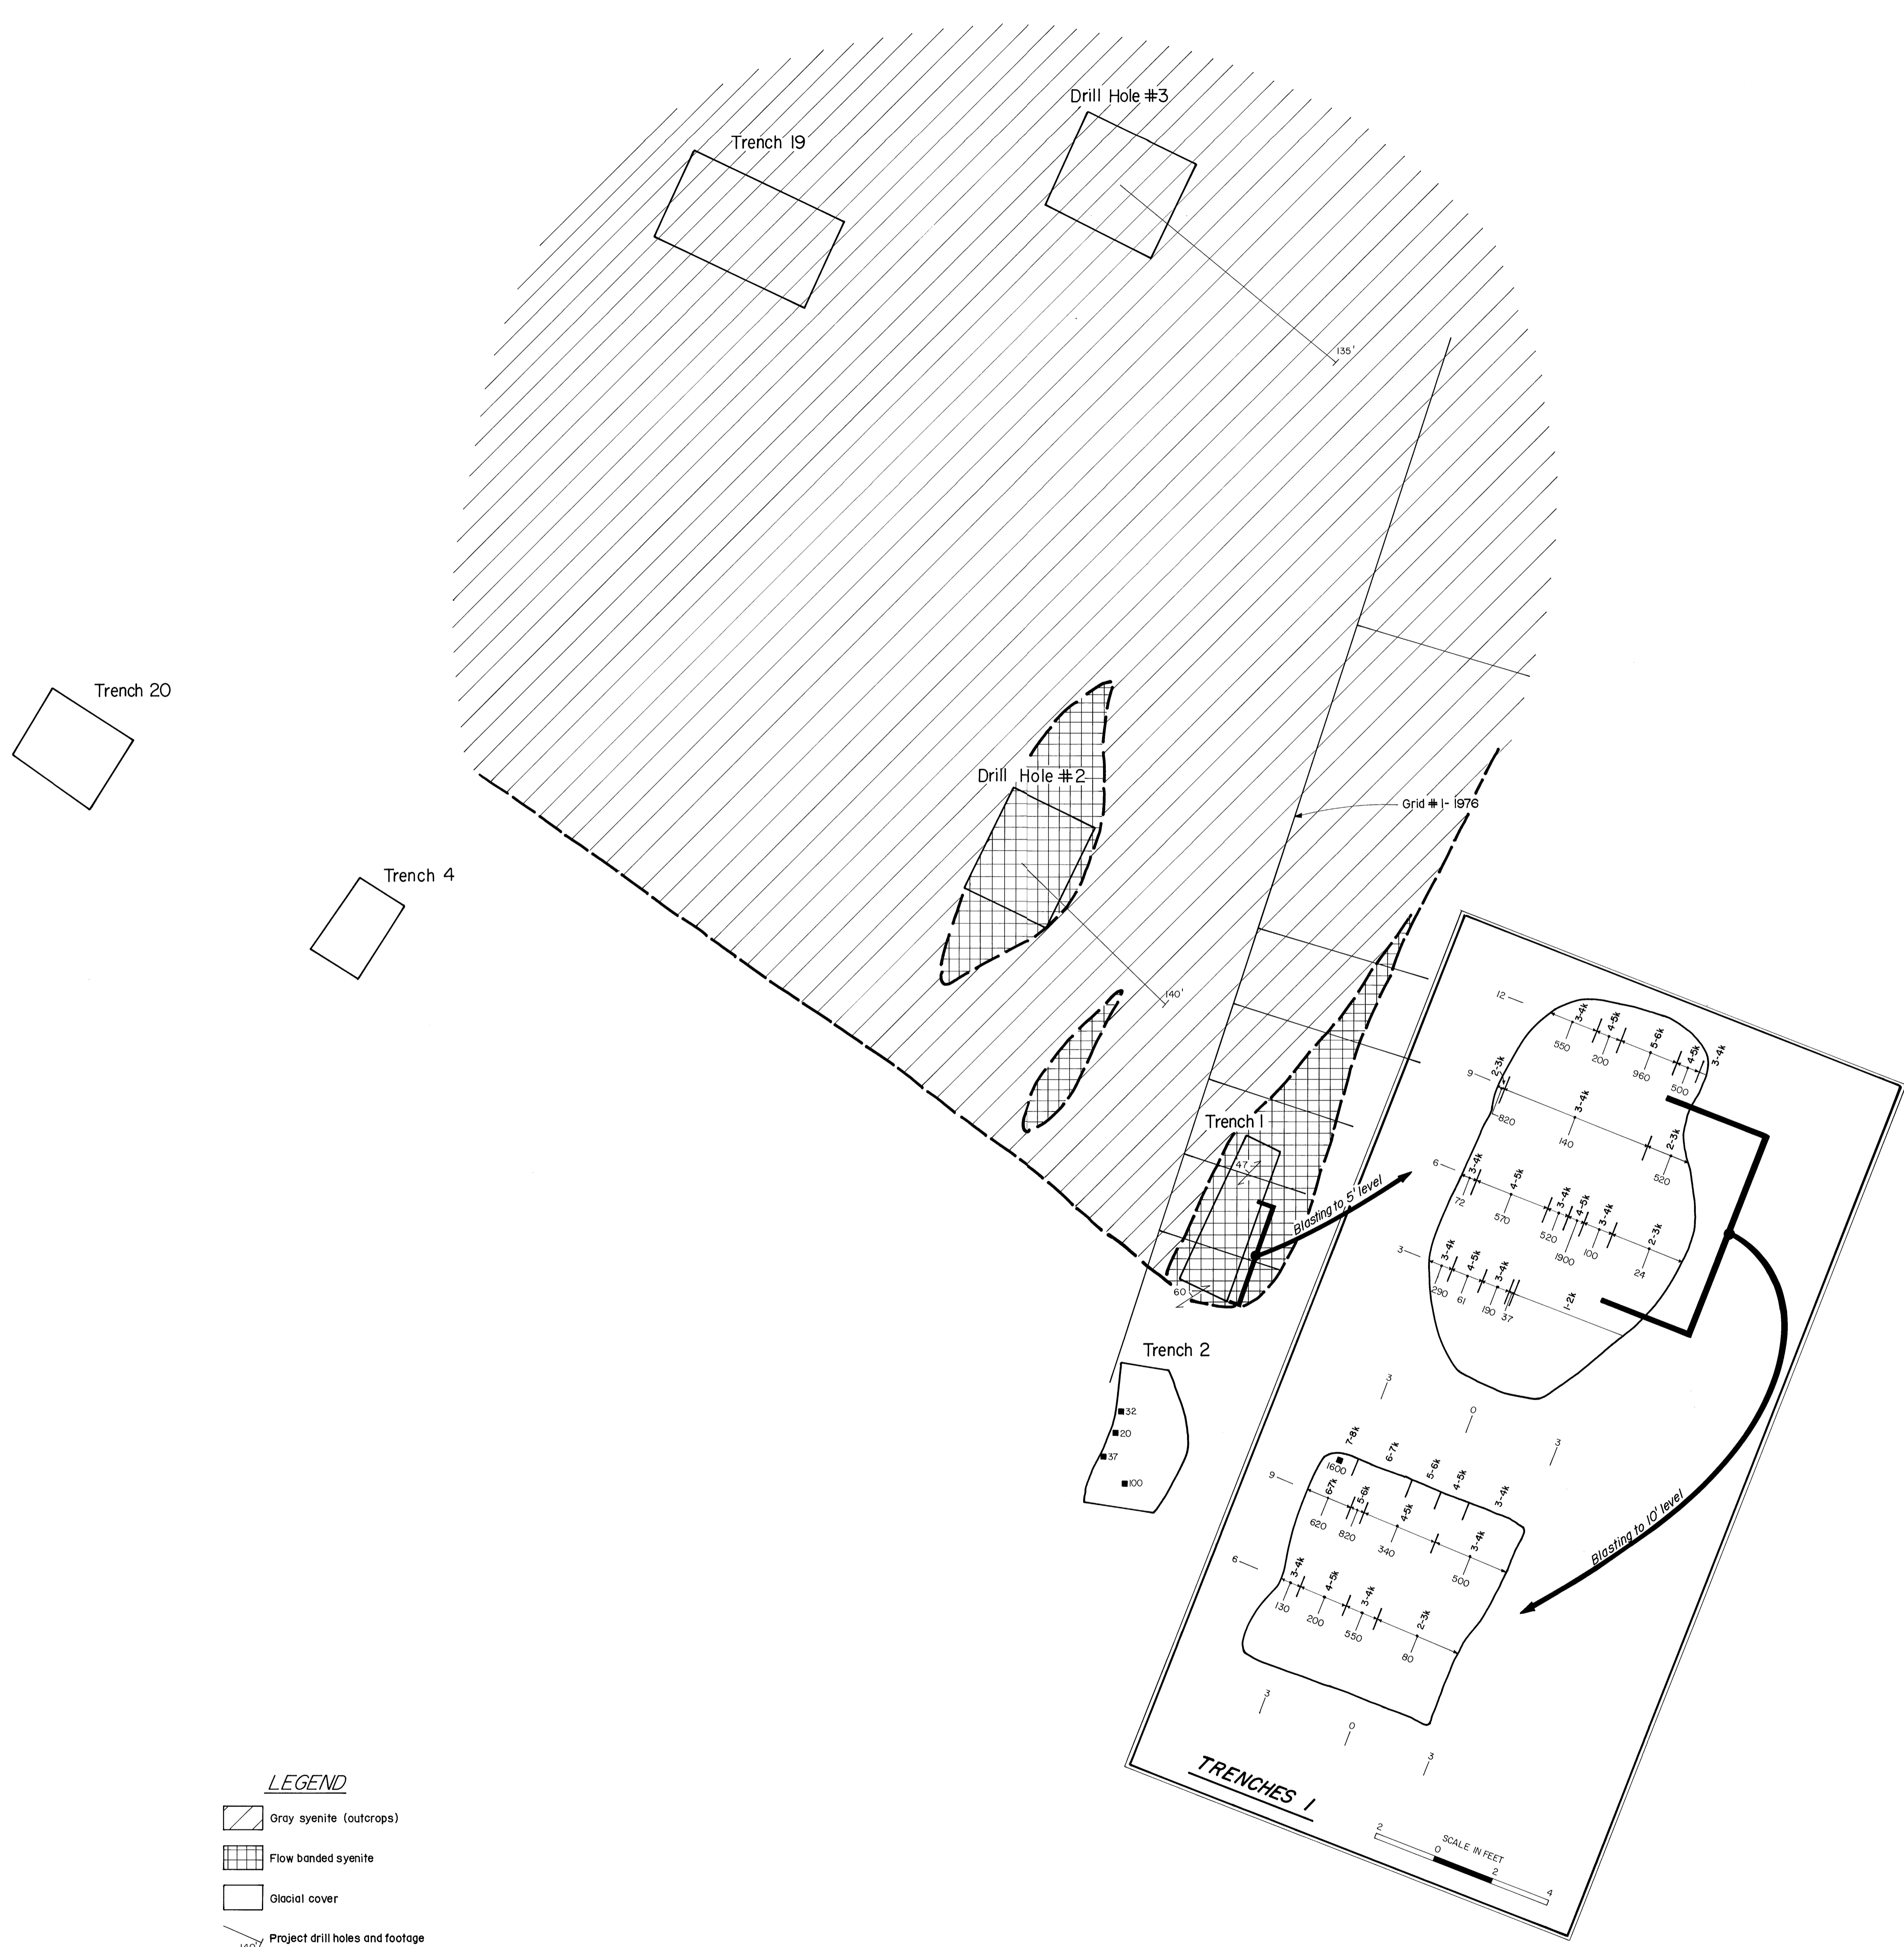 Drill Hole #3
Trench 19
135'
Trench 20
Drill Hole #2
Grid #1-1976
Trench 4
140'
Trench 1
47
60
Blasting to 5' level
Trench 2
32
20
37
100
12
3-4k
4-5k
5-6k
4-5k
3-4k
550
200
960
500
9
2-3k
3-4k
2-3k
820
140
520
6
3-4k
4-5k
3-4k
4-5k
3-4k
2-3k
72
570
520
1900
100
24
3
3-4k
4-5k
3-4k
1-2k
290
61
190
37
3
0
3
7-8k
6-7k
5-6k
4-5k
3-4k
1600
9
6-7k
5-6k
4-5k
3-4k
620
820
340
500
6
3-4k
4-5k
3-4k
2-3k
130
200
550
80
Blasting to 10' level
3
0
3
TRENCHES 1
SCALE IN FEET
2
0
2
4
LEGEND
Gray syenite (outcrops)
Flow banded syenite
Glacial cover
Project drill holes and footage
140'